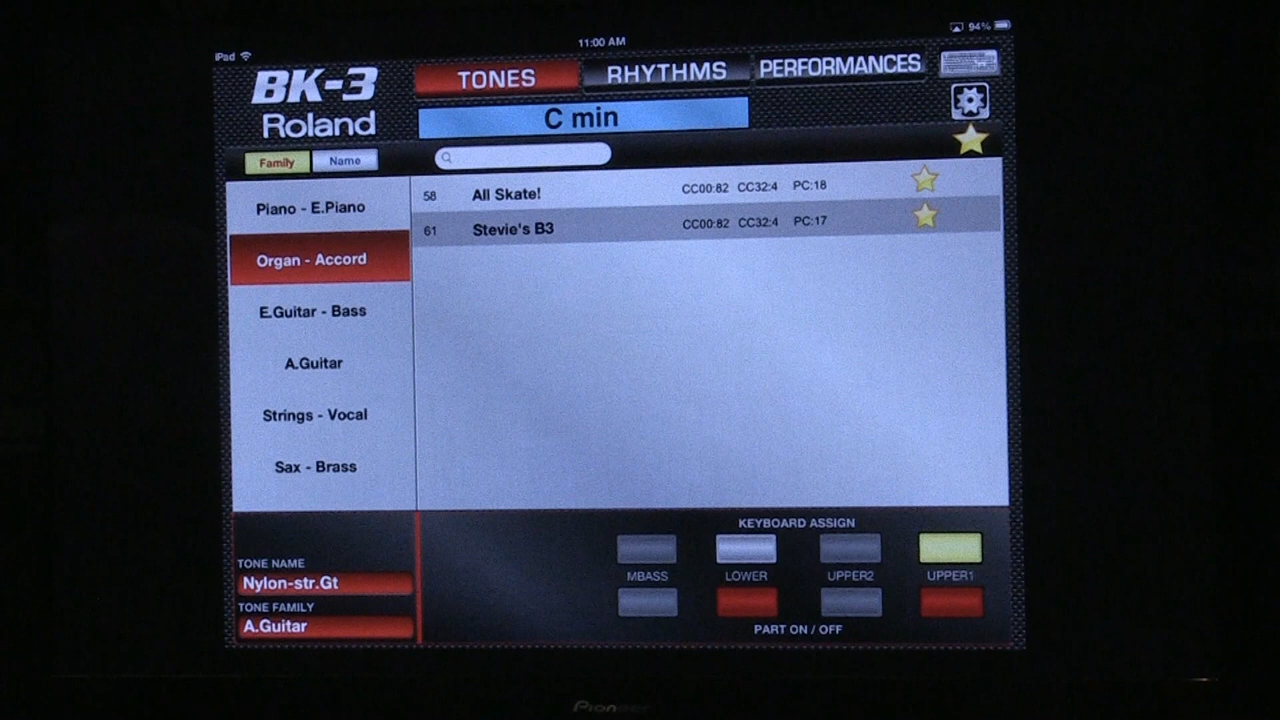 iPad
11:00 AM
94%
BK-3
Roland
TONES
RHYTHMS
PERFORMANCES
C min
Family
Name
58 All Skate! CC00:82 CC32:4 PC:18
61 Stevie's B3 CC00:82 CC32:4 PC:17
Piano - E.Piano
Organ - Accord
E.Guitar - Bass
A.Guitar
Strings - Vocal
Sax - Brass
TONE NAME
Nylon-str.Gt
TONE FAMILY
A.Guitar
KEYBOARD ASSIGN
MBASS
LOWER
UPPER2
UPPER1
PART ON / OFF
Pioneer